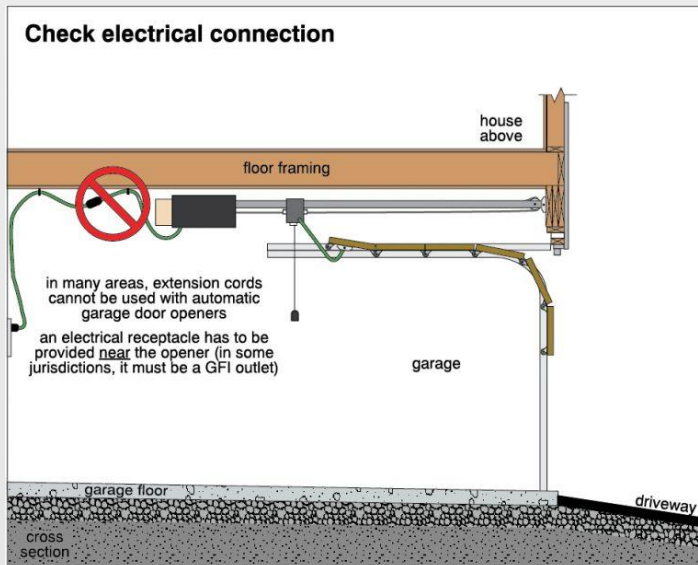 Check electrical connection
house
above
floor framing
in many areas, extension cords
cannot be used with automatic
garage door openers
an electrical receptacle has to be
provided near the opener (in some
jurisdictions, it must be a GFI outlet)
garage
garage floor
driveway
cross
section